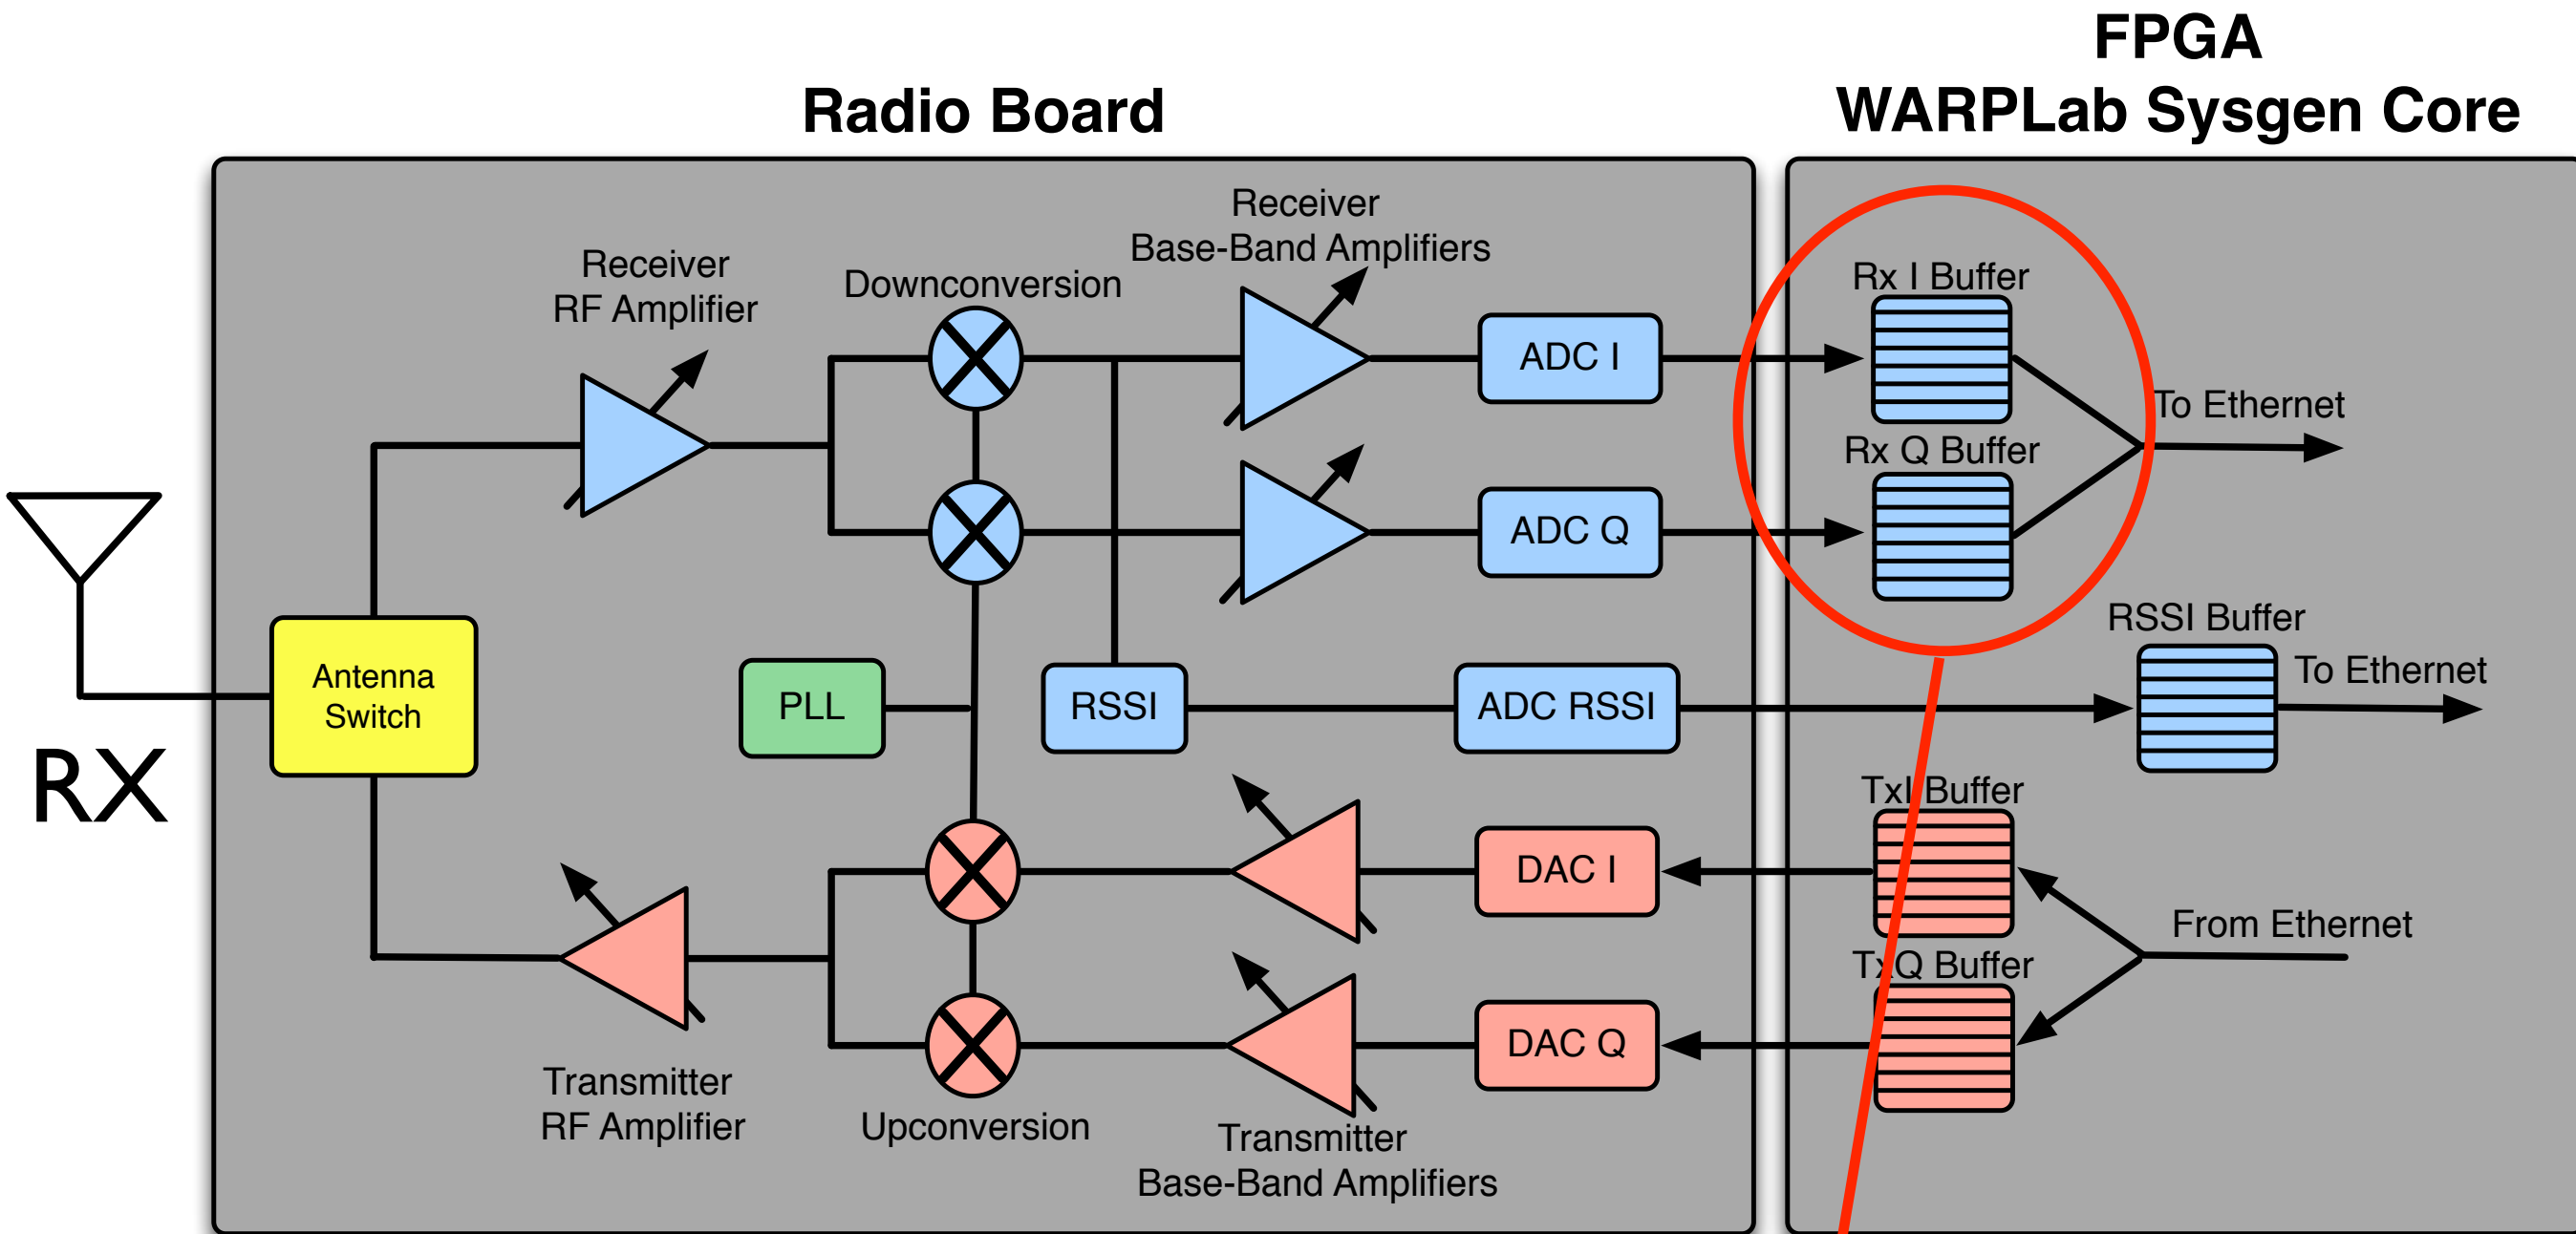 FPGA
WARPLab Sysgen Core
Radio Board
Receiver
RF Amplifier
Downconversion
Receiver
Base-Band Amplifiers
ADC I
Rx I Buffer
To Ethernet
ADC Q
Rx Q Buffer
RX
Antenna
Switch
PLL
RSSI
ADC RSSI
RSSI Buffer
To Ethernet
DAC I
TxI Buffer
From Ethernet
DAC Q
TxQ Buffer
Transmitter
RF Amplifier
Upconversion
Transmitter
Base-Band Amplifiers